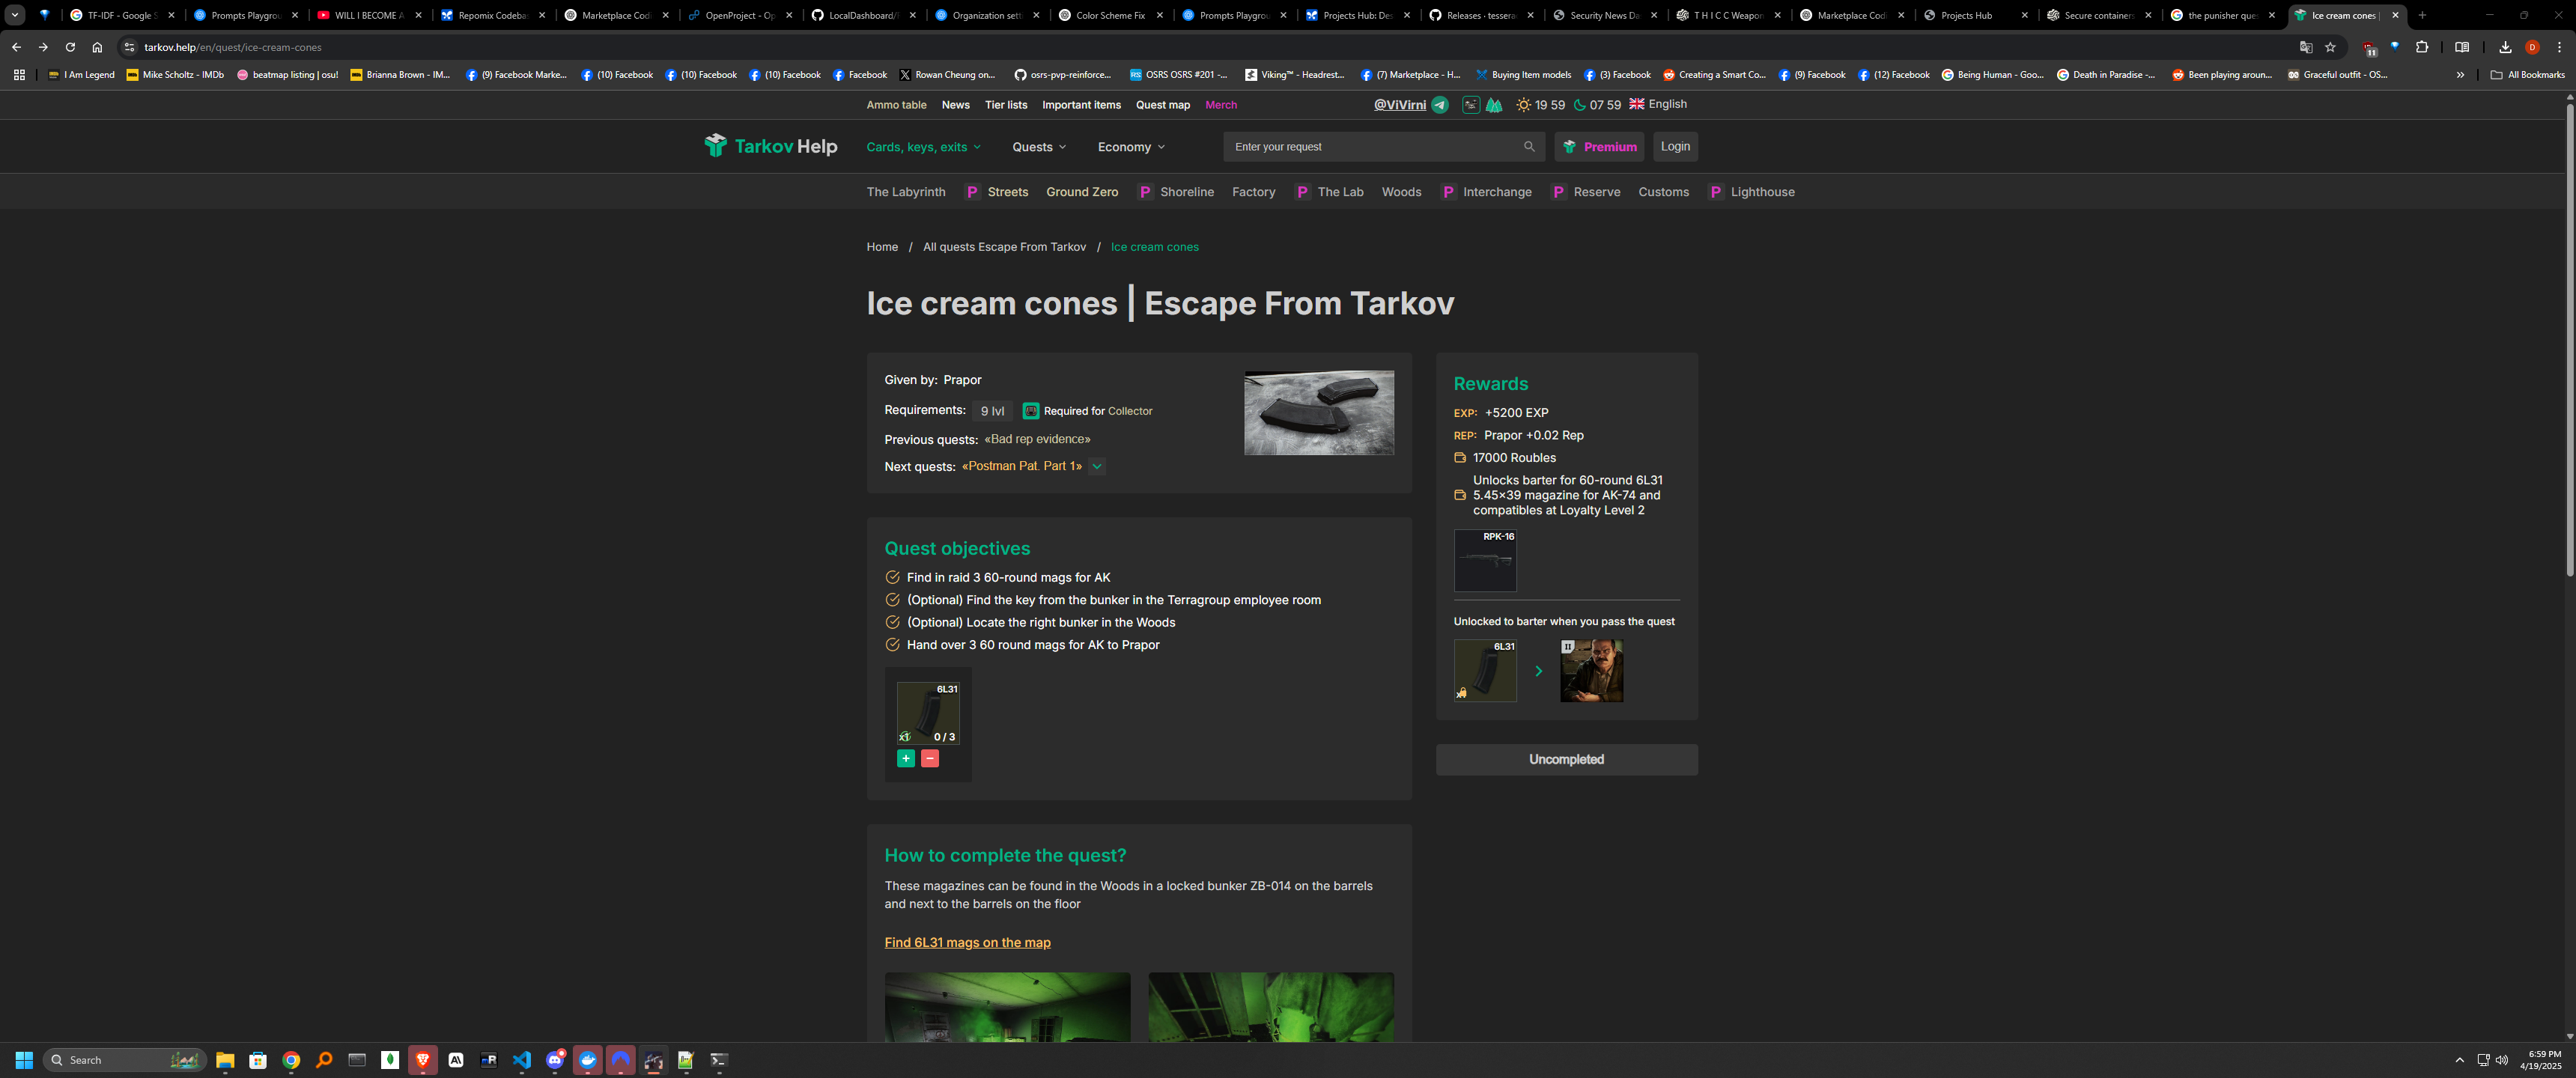 TF-IDF - Google S
Prompts Playgrou
WILL I BECOME A
Repomix Codebas
Marketplace Codi
OpenProject - Op
LocalDashboard/
Organization sett
Color Scheme Fix
Prompts Playgrou
Projects Hub: Des
Releases · tessera
Security News Da
T H I C C Weapon
Marketplace Codi
Projects Hub
Secure containers
the punisher ques
Ice cream cones |
tarkov.help/en/quest/ice-cream-cones
11
D
I Am Legend
Mike Scholtz - IMDb
beatmap listing | osu!
Brianna Brown - IM...
(9) Facebook Marke...
(10) Facebook
(10) Facebook
(10) Facebook
Facebook
Rowan Cheung on...
osrs-pvp-reinforce...
OSRS OSRS #201 -...
Viking™ - Headrest...
(7) Marketplace - H...
Buying Item models
(3) Facebook
Creating a Smart Co...
(9) Facebook
(12) Facebook
Being Human - Goo...
Death in Paradise -...
Been playing aroun...
Graceful outfit - OS...
All Bookmarks
Ammo table News Tier lists Important items Quest map Merch
@ViVirni 19 59 07 59 English
Tarkov Help
Cards, keys, exits Quests Economy
Enter your request
Premium
Login
The Labyrinth P Streets Ground Zero P Shoreline Factory P The Lab Woods P Interchange P Reserve Customs P Lighthouse
Home / All quests Escape From Tarkov / Ice cream cones
Ice cream cones | Escape From Tarkov
Given by: Prapor
Requirements: 9 lvl Required for Collector
Previous quests: «Bad rep evidence»
Next quests: «Postman Pat. Part 1»
Quest objectives
Find in raid 3 60-round mags for AK
(Optional) Find the key from the bunker in the Terragroup employee room
(Optional) Locate the right bunker in the Woods
Hand over 3 60 round mags for AK to Prapor
6L31
x1 0 / 3
+ −
How to complete the quest?
These magazines can be found in the Woods in a locked bunker ZB-014 on the barrels
and next to the barrels on the floor
Find 6L31 mags on the map
Rewards
EXP: +5200 EXP
REP: Prapor +0.02 Rep
17000 Roubles
Unlocks barter for 60-round 6L31
5.45x39 magazine for AK-74 and
compatibles at Loyalty Level 2
RPK-16
Unlocked to barter when you pass the quest
6L31
II
Uncompleted
Search
6:59 PM
4/19/2025